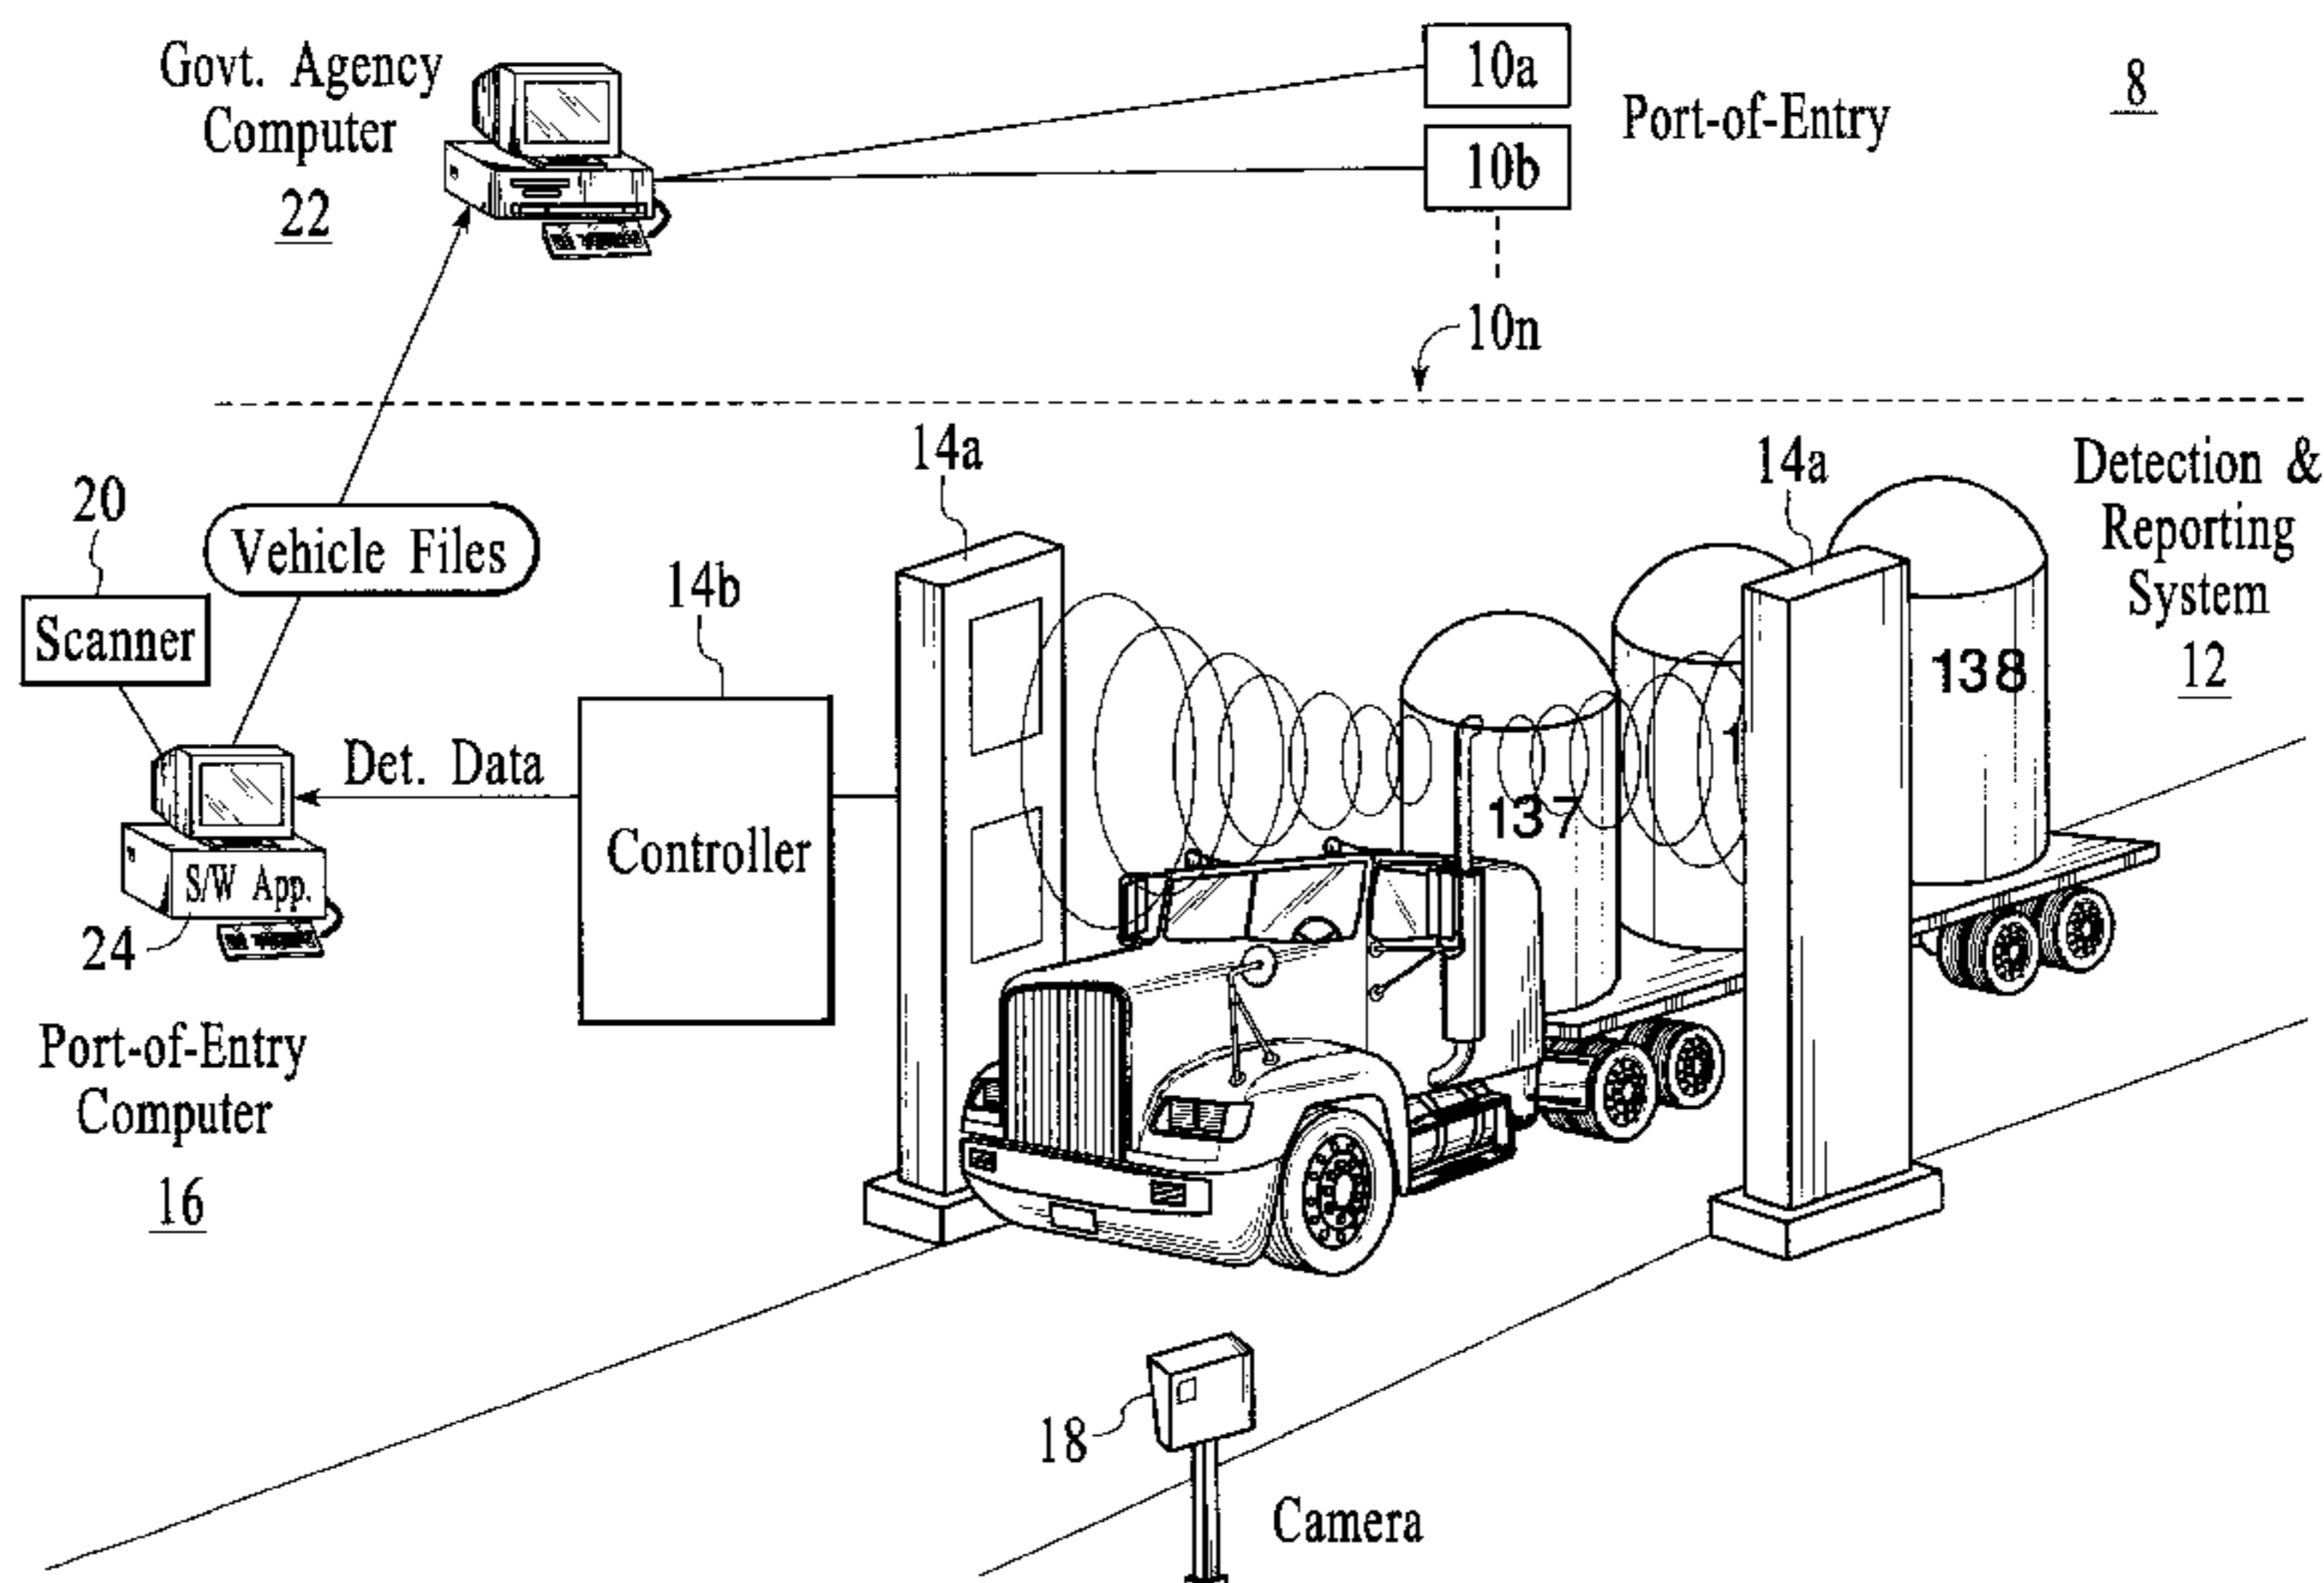 Govt. Agency
Computer
22
10a
10b
Port-of-Entry
8
10n
14a
14a
Detection &
Reporting
System
12
20
Scanner
Vehicle Files
14b
Det. Data
Controller
S/W App.
24
Port-of-Entry
Computer
16
137
138
18
Camera